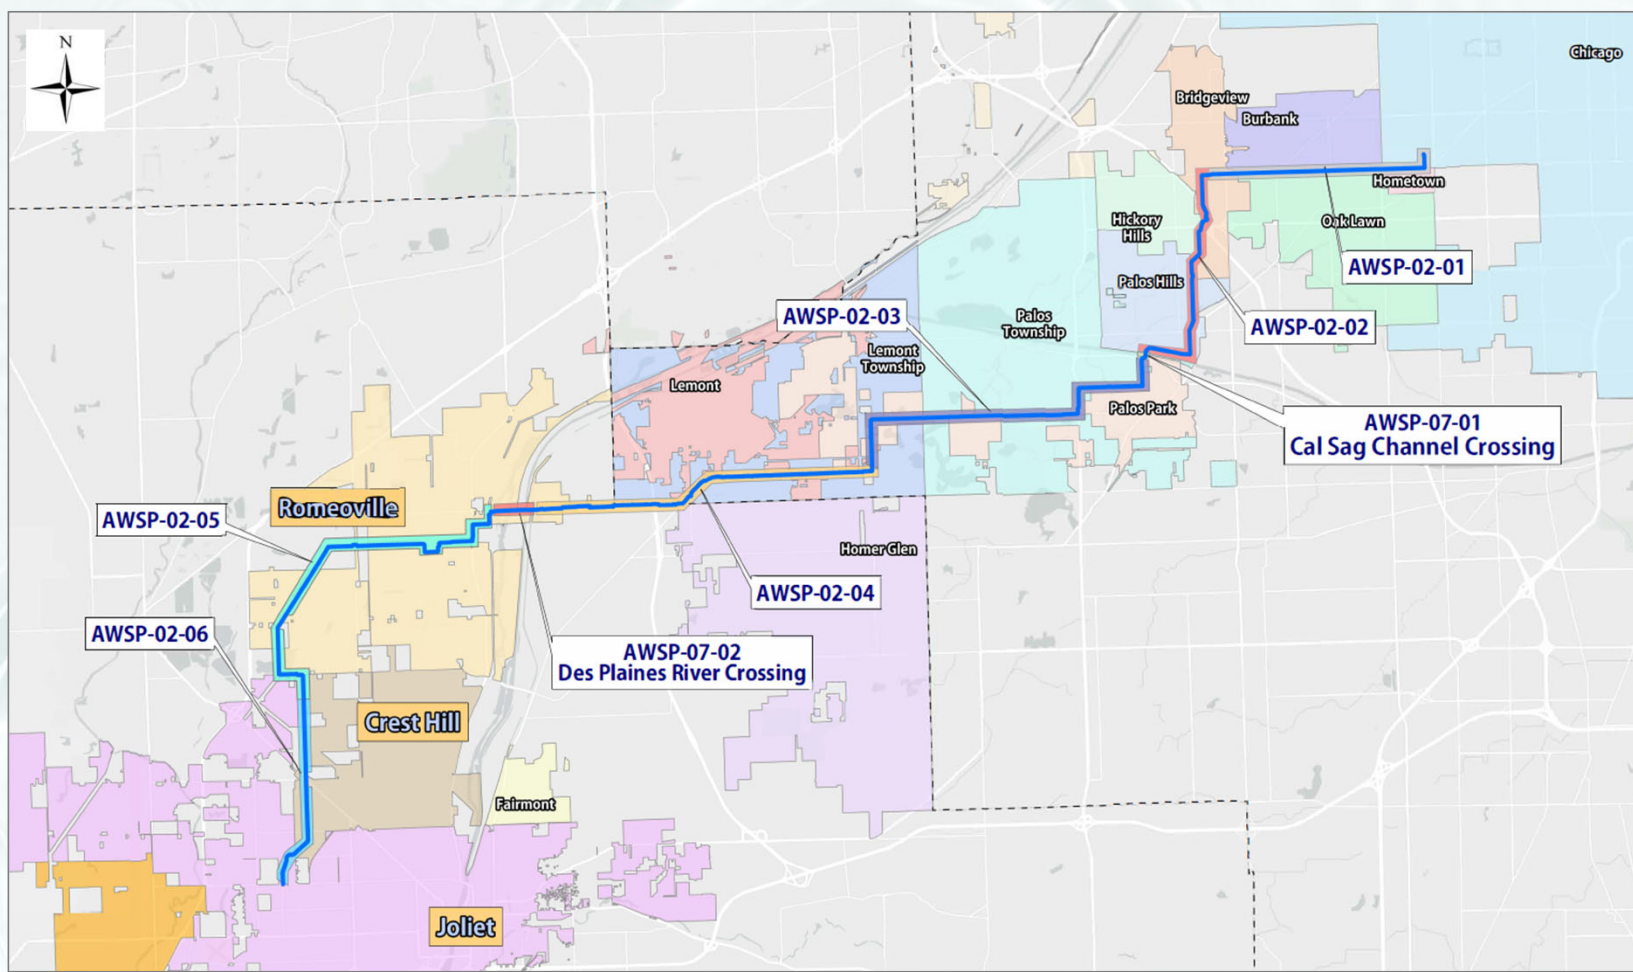 N
Chicago
Bridgeview
Burbank
Hometown
Hickory
Hills
Oak Lawn
AWSP-02-01
Palos Hills
AWSP-02-03
Palos
Township
AWSP-02-02
Lemont
Township
Lemont
Palos Park
AWSP-07-01
Cal Sag Channel Crossing
Romeoville
AWSP-02-05
Homer Glen
AWSP-02-04
AWSP-02-06
AWSP-07-02
Des Plaines River Crossing
Crest Hill
Fairmont
Joliet